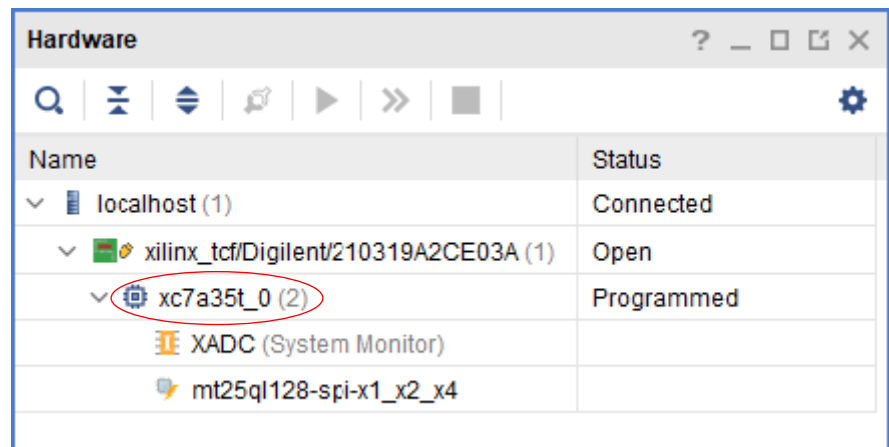 Hardware
Name Status
localhost (1) Connected
xilinx_tcf/Digilent/210319A2CE03A (1) Open
xc7a35t_0 (2) Programmed
XADC (System Monitor)
mt25ql128-spi-x1_x2_x4